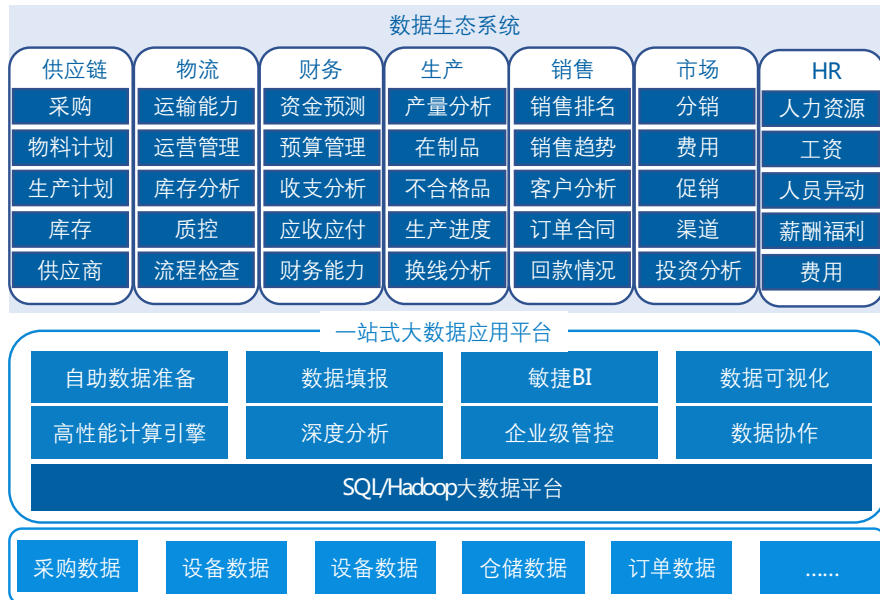 数据生态系统
供应链
采购
物料计划
生产计划
库存
供应商
物流
运输能力
运营管理
库存分析
质控
流程检查
财务
资金预测
预算管理
收支分析
应收应付
财务能力
生产
产量分析
在制品
不合格品
生产进度
换线分析
销售
销售排名
销售趋势
客户分析
订单合同
回款情况
市场
分销
费用
促销
渠道
投资分析
HR
人力资源
工资
人员异动
薪酬福利
费用
一站式大数据应用平台
自助数据准备
数据填报
敏捷BI
数据可视化
高性能计算引擎
深度分析
企业级管控
数据协作
SQL/Hadoop大数据平台
采购数据
设备数据
设备数据
仓储数据
订单数据
......